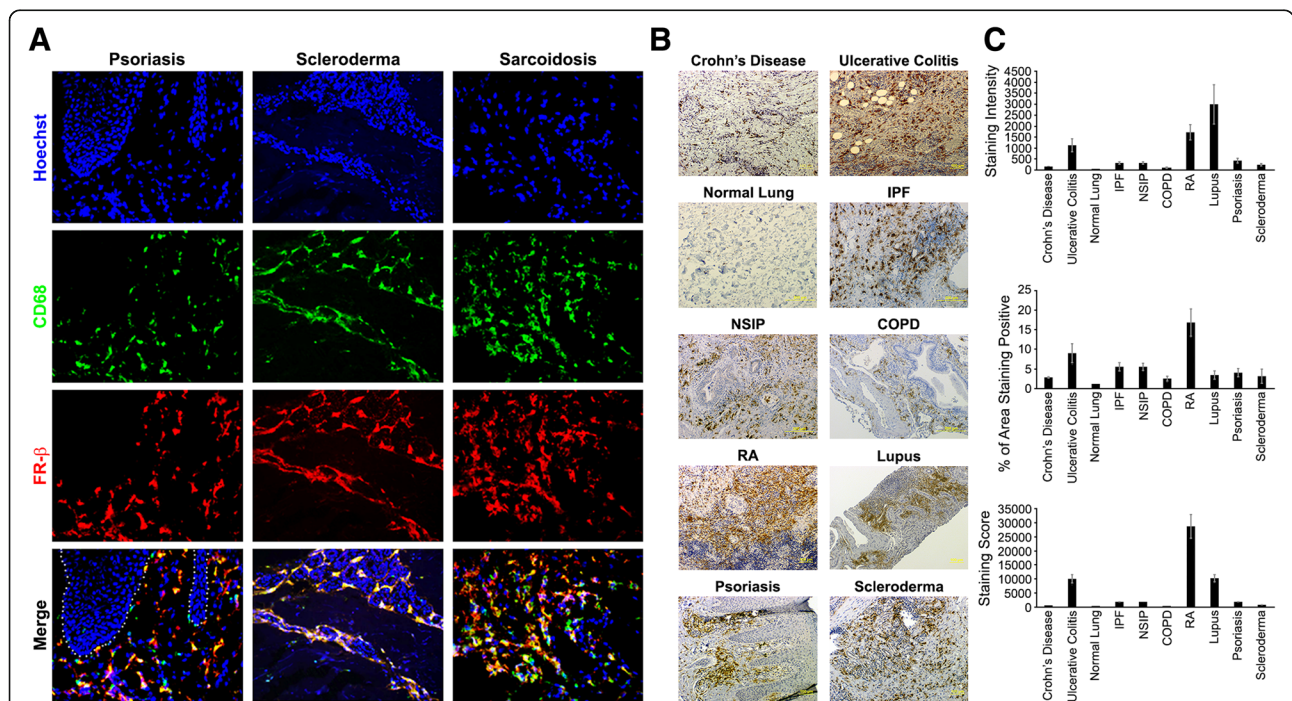 A
Psoriasis
Scleroderma
Sarcoidosis
Hoechst
CD68
FR-β
Merge
B
Crohn's Disease
Ulcerative Colitis
Normal Lung
IPF
NSIP
COPD
RA
Lupus
Psoriasis
Scleroderma
C
Staining Intensity
4500
4000
3500
3000
2500
2000
1500
1000
500
0
Crohn's Disease
Ulcerative Colitis
Normal Lung
IPF
NSIP
COPD
RA
Lupus
Psoriasis
Scleroderma
% of Area Staining Positive
25
20
15
10
5
0
Crohn's Disease
Ulcerative Colitis
Normal Lung
IPF
NSIP
COPD
RA
Lupus
Psoriasis
Scleroderma
Staining Score
35000
30000
25000
20000
15000
10000
5000
0
Crohn's Disease
Ulcerative Colitis
Normal Lung
IPF
NSIP
COPD
RA
Lupus
Psoriasis
Scleroderma